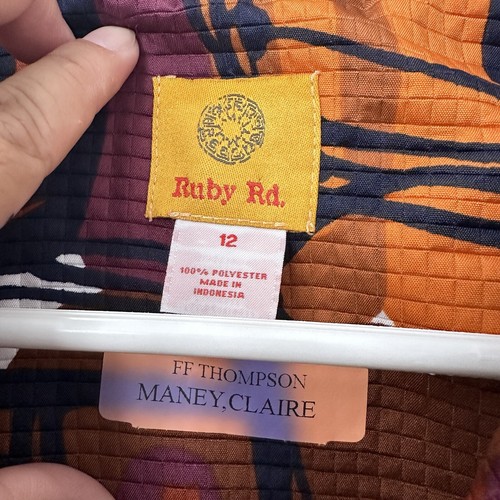 Ruby Rd.
12
100% POLYESTER
MADE IN
INDONESIA
FF THOMPSON
MANEY,CLAIRE